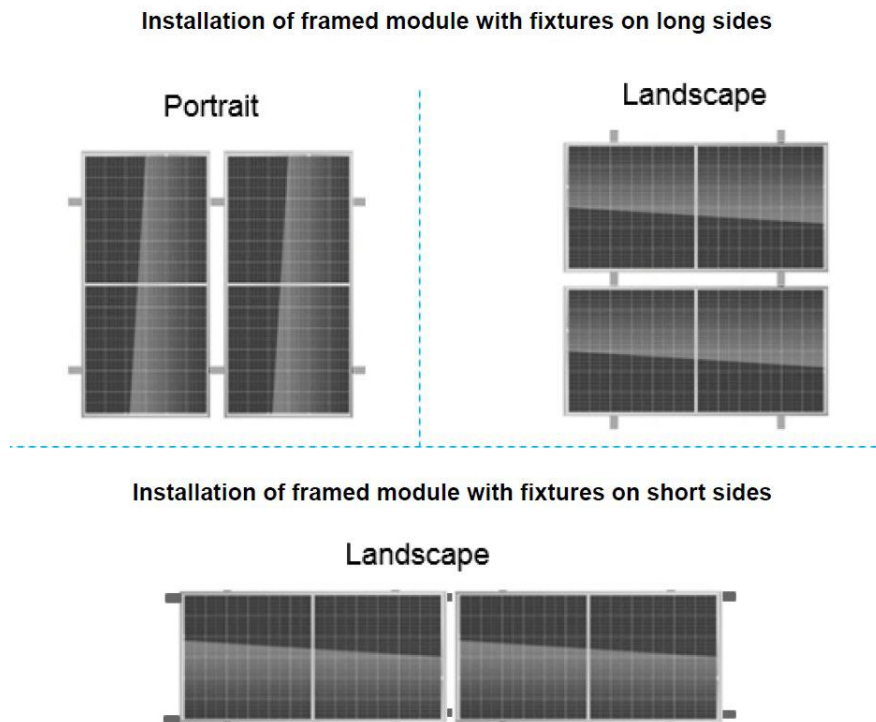 Installation of framed module with fixtures on long sides
Portrait
Landscape
Installation of framed module with fixtures on short sides
Landscape